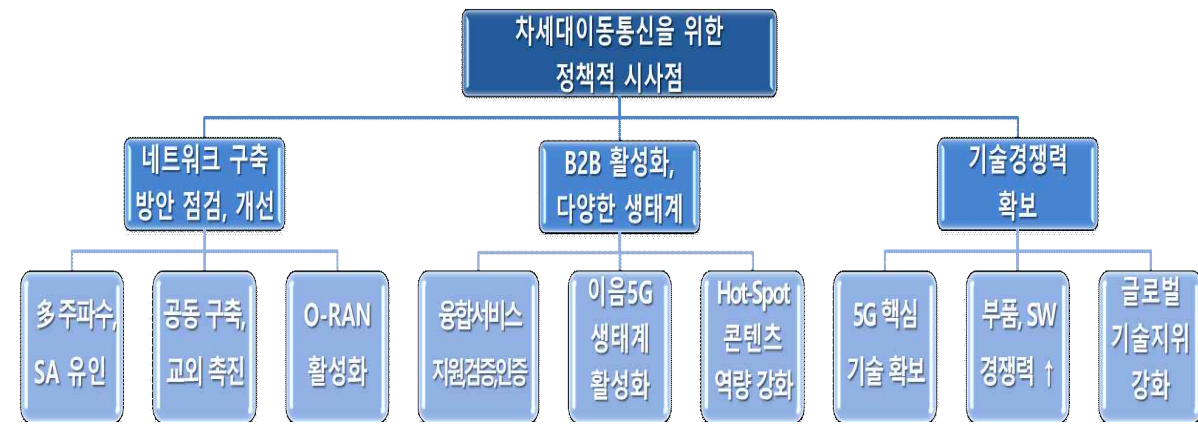 차세대이동통신을 위한
정책적 시사점
네트워크 구축
방안 점검, 개선
B2B 활성화,
다양한 생태계
기술경쟁력
확보
多 주파수,
SA 유인
공동 구축,
교외 촉진
O-RAN
활성화
융합서비스
지원,검증,인증
이음5G
생태계
활성화
Hot-Spot
콘텐츠
역량 강화
5G 핵심
기술 확보
부품, SW
경쟁력 ↑
글로벌
기술지위
강화